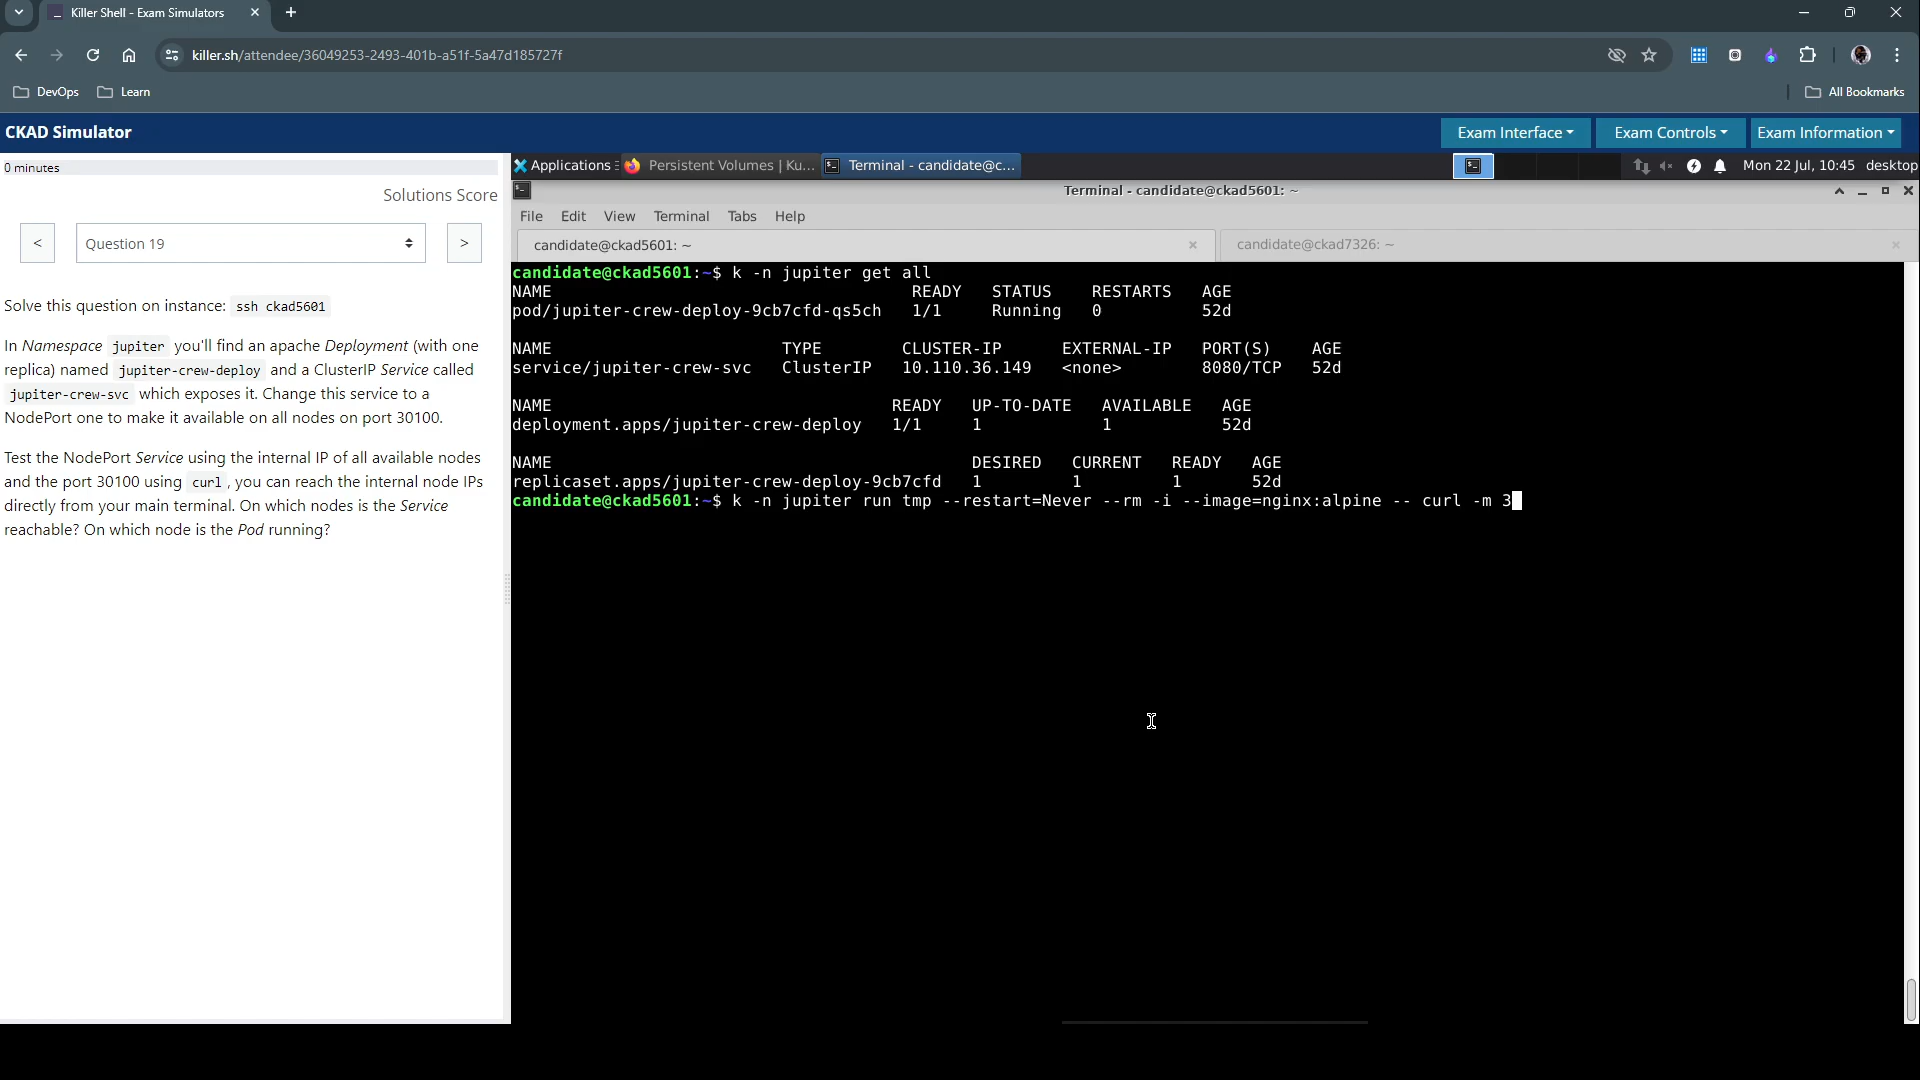 Killer Shell - Exam Simulators
killer.sh/attendee/36049253-2493-401b-a51f-5a47d185727f
DevOps Learn All Bookmarks
CKAD Simulator Exam Interface Exam Controls Exam Information
0 minutes
Solutions Score
< Question 19 >
Solve this question on instance: ssh ckad5601
In Namespace jupiter you'll find an apache Deployment (with one
replica) named jupiter-crew-deploy and a ClusterIP Service called
jupiter-crew-svc which exposes it. Change this service to a
NodePort one to make it available on all nodes on port 30100.
Test the NodePort Service using the internal IP of all available nodes
and the port 30100 using curl, you can reach the internal node IPs
directly from your main terminal. On which nodes is the Service
reachable? On which node is the Pod running?
Applications Persistent Volumes | Ku... Terminal - candidate@c... Mon 22 Jul, 10:45 desktop
Terminal - candidate@ckad5601: ~
File Edit View Terminal Tabs Help
candidate@ckad5601: ~ candidate@ckad7326: ~
candidate@ckad5601:~$ k -n jupiter get all
NAME READY STATUS RESTARTS AGE
pod/jupiter-crew-deploy-9cb7cfd-qs5ch 1/1 Running 0 52d
NAME TYPE CLUSTER-IP EXTERNAL-IP PORT(S) AGE
service/jupiter-crew-svc ClusterIP 10.110.36.149 <none> 8080/TCP 52d
NAME READY UP-TO-DATE AVAILABLE AGE
deployment.apps/jupiter-crew-deploy 1/1 1 1 52d
NAME DESIRED CURRENT READY AGE
replicaset.apps/jupiter-crew-deploy-9cb7cfd 1 1 1 52d
candidate@ckad5601:~$ k -n jupiter run tmp --restart=Never --rm -i --image=nginx:alpine -- curl -m 3